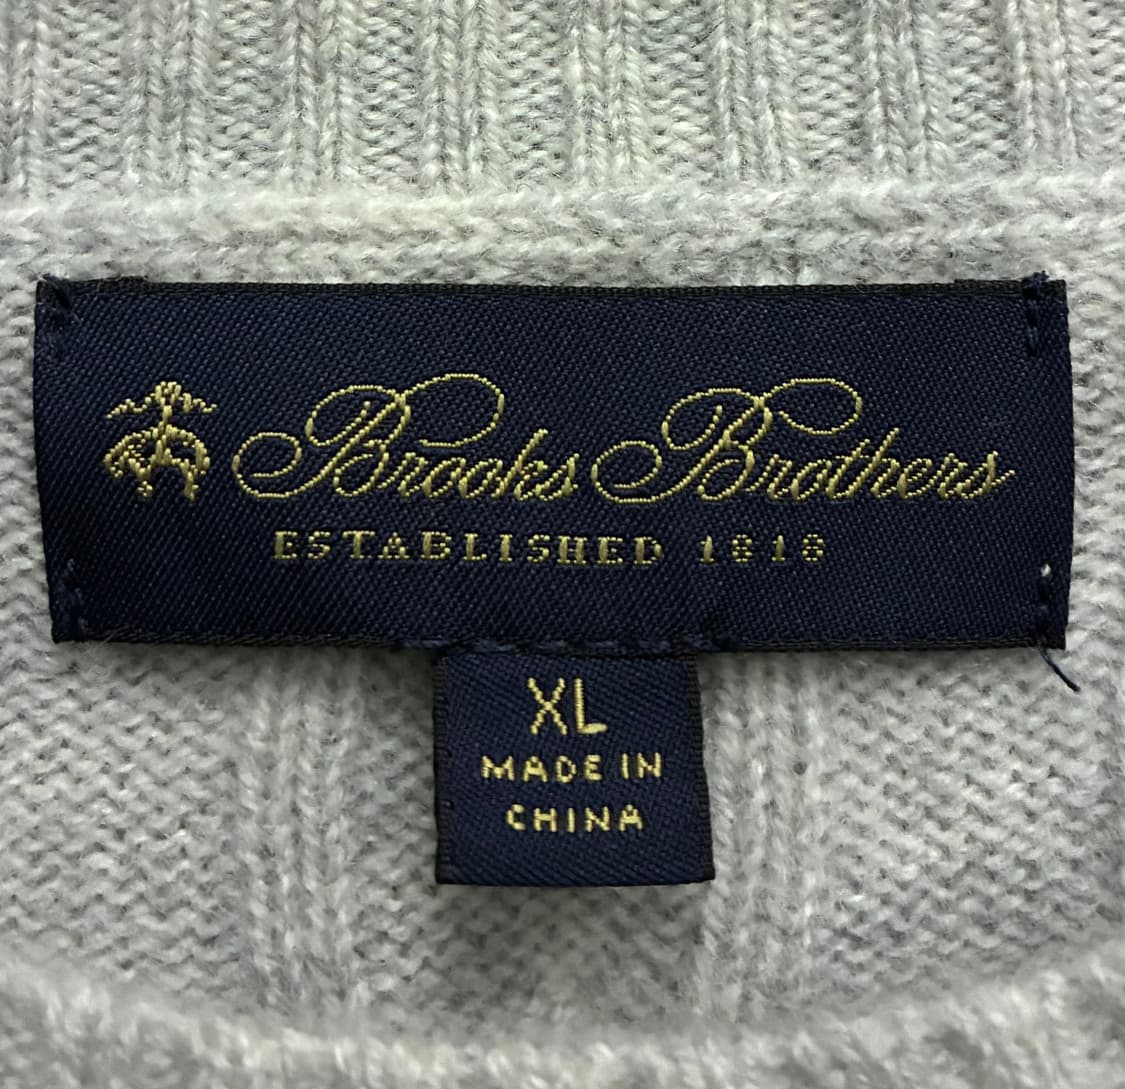 Brooks Brothers
ESTABLISHED 1818
XL
MADE IN
CHINA